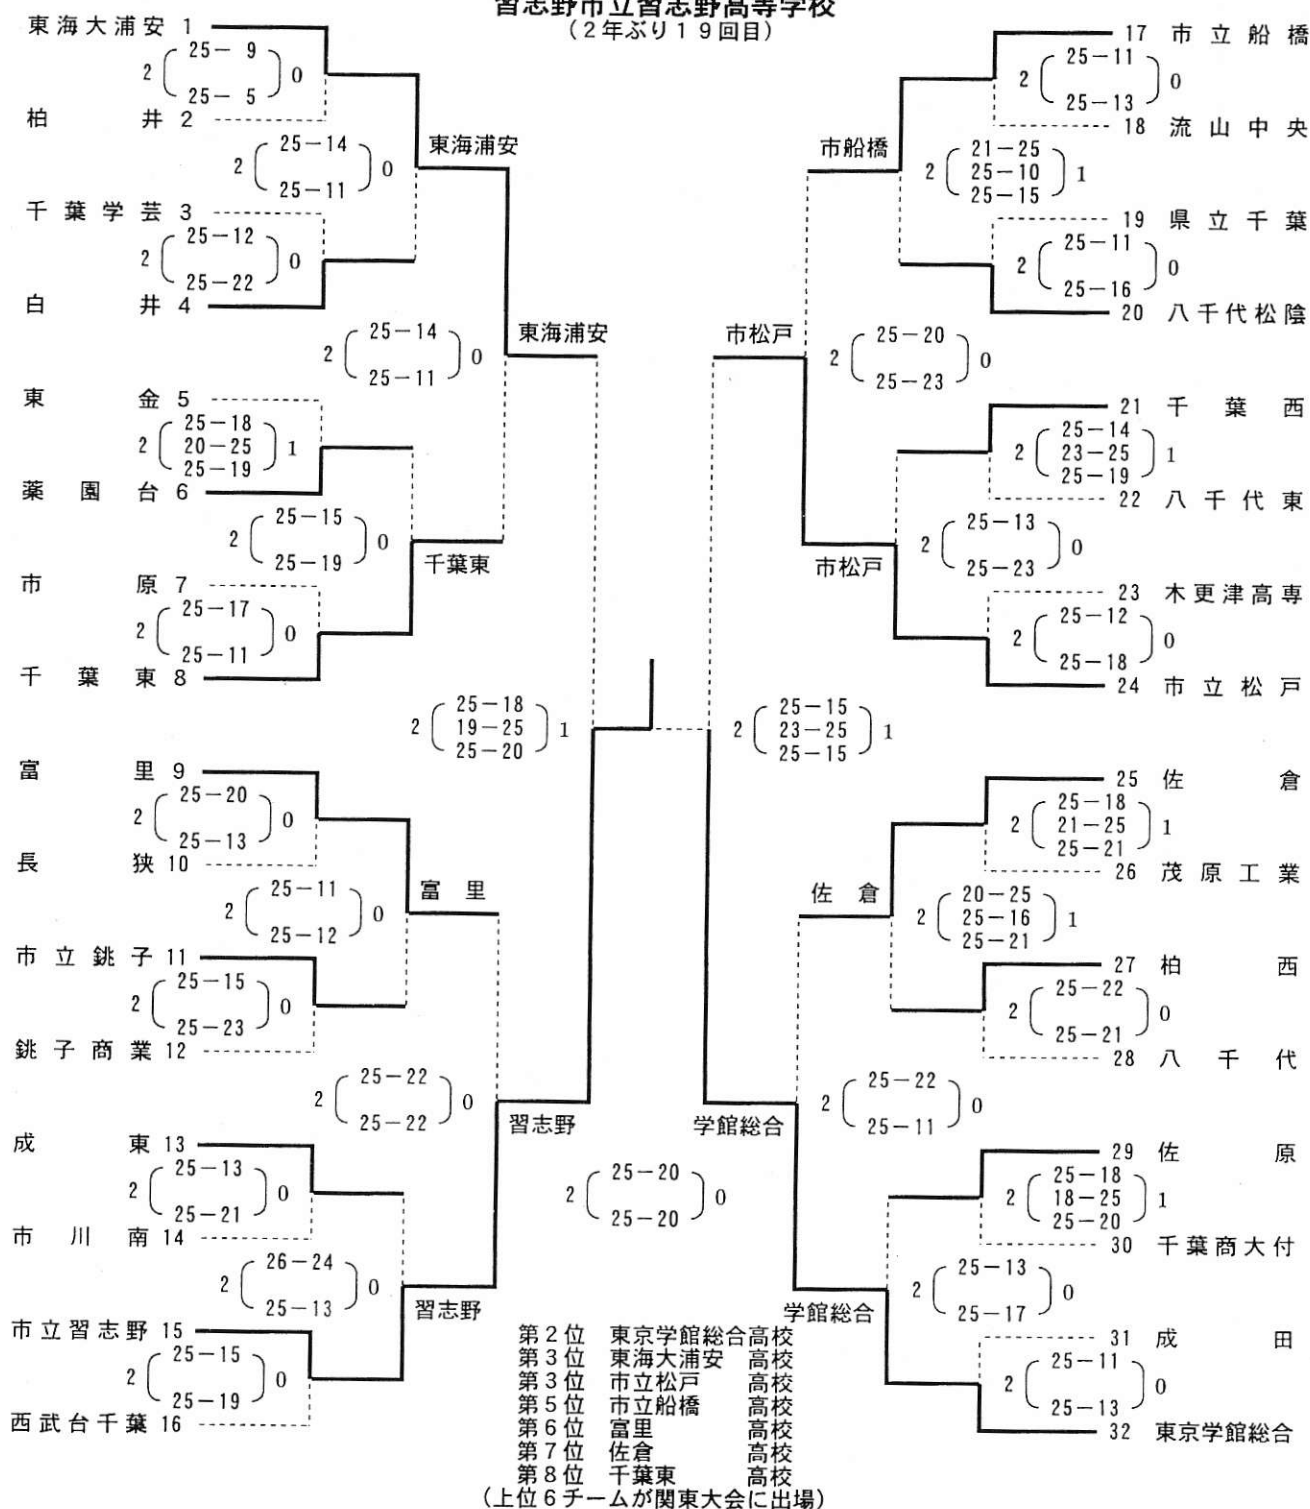 習志野市立習志野高等学校
（２年ぶり１９回目）
東海大浦安 1
2 25－9 0
25－5
柏井 2
2 25－14 0
25－11
東海浦安
千葉学芸 3
2 25－12 0
25－22
白井 4
2 25－14 0
25－11
東海浦安
東金 5
2 25－18 1
20－25
25－19
薬園台 6
2 25－15 0
25－19
千葉東
市原 7
2 25－17 0
25－11
千葉東 8
2 25－18 1
19－25
25－20
富里 9
2 25－20 0
25－13
長狭 10
2 25－11 0
25－12
富里
市立銚子 11
2 25－15 0
25－23
銚子商業 12
2 25－22 0
25－22
習志野
成東 13
2 25－13 0
25－21
市川南 14
2 26－24 0
25－13
習志野
市立習志野 15
2 25－15 0
25－19
西武台千葉 16
2 25－20 0
25－20
17 市立船橋
2 25－11 0
25－13
18 流山中央
市船橋
2 21－25 1
25－10
25－15
19 県立千葉
2 25－11 0
25－16
20 八千代松陰
市松戸
2 25－20 0
25－23
21 千葉西
2 25－14 1
23－25
25－19
22 八千代東
2 25－13 0
25－23
市松戸
23 木更津高専
2 25－12 0
25－18
24 市立松戸
2 25－15 1
23－25
25－15
25 佐倉
2 25－18 1
21－25
25－21
26 茂原工業
佐倉
2 20－25 1
25－16
25－21
27 柏西
2 25－22 0
25－21
28 八千代
2 25－22 0
25－11
学館総合
29 佐原
2 25－18 1
18－25
25－20
30 千葉商大付
2 25－13 0
25－17
学館総合
31 成田
2 25－11 0
25－13
32 東京学館総合
第２位 東京学館総合高校
第３位 東海大浦安 高校
第３位 市立松戸 高校
第５位 市立船橋 高校
第６位 富里 高校
第７位 佐倉 高校
第８位 千葉東 高校
（上位６チームが関東大会に出場）